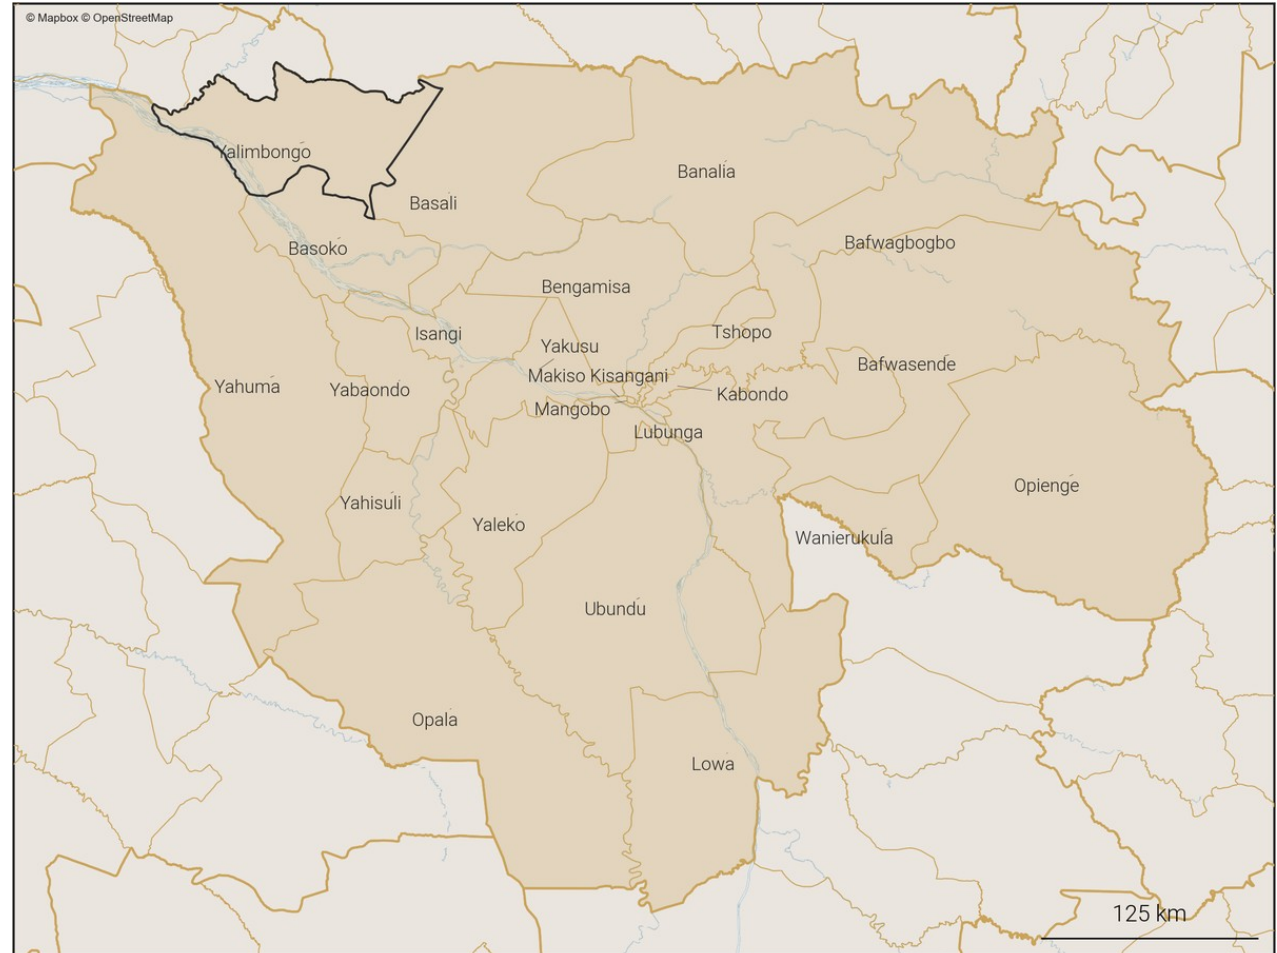 © Mapbox © OpenStreetMap
Yalimbongo
Banalia
Basali
Bafwagbogbo
Basoko
Bengamisa
Tshopo
Isangi
Yakusu
Bafwasende
Makiso Kisangani
Yahuma
Yabaondo
Kabondo
Mangobo
Lubunga
Opienge
Yahisuli
Yaleko
Wanierukula
Ubundu
Opala
Lowa
125 km